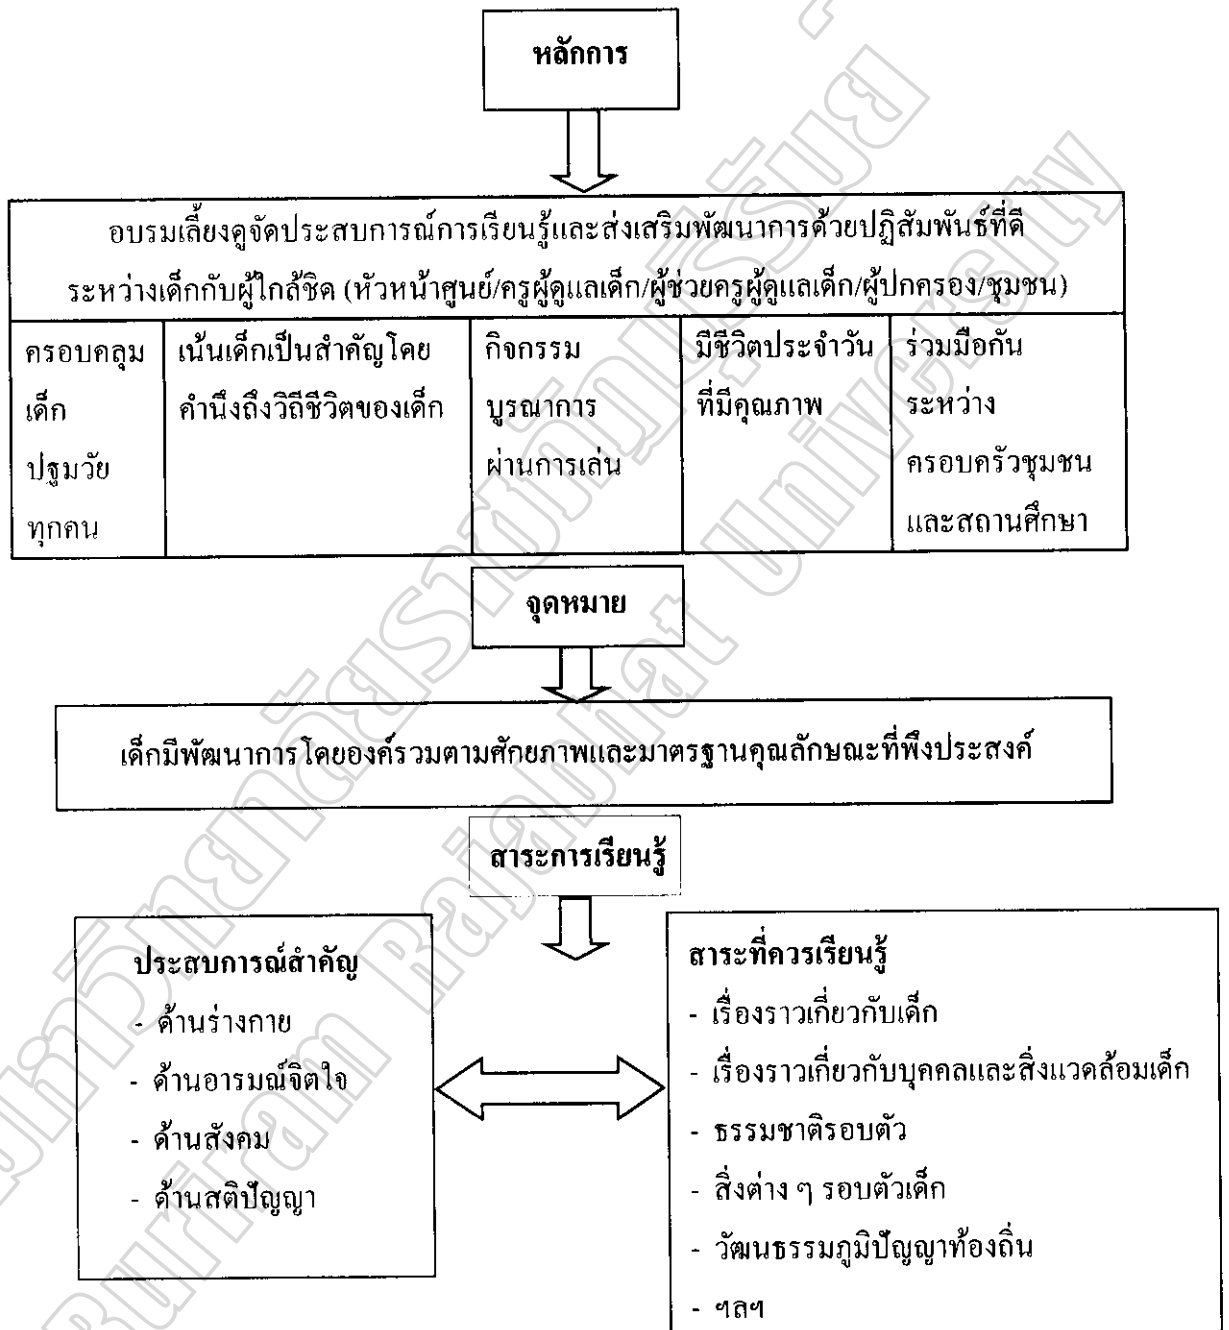 หลักการ
อบรมเลี้ยงดูจัดประสบการณ์การเรียนรู้และส่งเสริมพัฒนาการด้วยปฏิสัมพันธ์ที่ดี
ระหว่างเด็กกับผู้ใกล้ชิด (หัวหน้าศูนย์/ครูผู้ดูแลเด็ก/ผู้ช่วยครูผู้ดูแลเด็ก/ผู้ปกครอง/ชุมชน)
ครอบคลุม
เด็ก
ปฐมวัย
ทุกคน
เน้นเด็กเป็นสำคัญโดย
คำนึงถึงวิถีชีวิตของเด็ก
กิจกรรม
บูรณาการ
ผ่านการเล่น
มีชีวิตประจำวัน
ที่มีคุณภาพ
ร่วมมือกัน
ระหว่าง
ครอบครัวชุมชน
และสถานศึกษา
จุดหมาย
เด็กมีพัฒนาการโดยองค์รวมตามศักยภาพและมาตรฐานคุณลักษณะที่พึงประสงค์
สาระการเรียนรู้
ประสบการณ์สำคัญ
- ด้านร่างกาย
- ด้านอารมณ์จิตใจ
- ด้านสังคม
- ด้านสติปัญญา
สาระที่ควรเรียนรู้
- เรื่องราวเกี่ยวกับเด็ก
- เรื่องราวเกี่ยวกับบุคคลและสิ่งแวดล้อมเด็ก
- ธรรมชาติรอบตัว
- สิ่งต่าง ๆ รอบตัวเด็ก
- วัฒนธรรมภูมิปัญญาท้องถิ่น
- ฯลฯ
มหาวิทยาลัยราชภัฏบุรีรัมย์
Buriram Rajabhat University